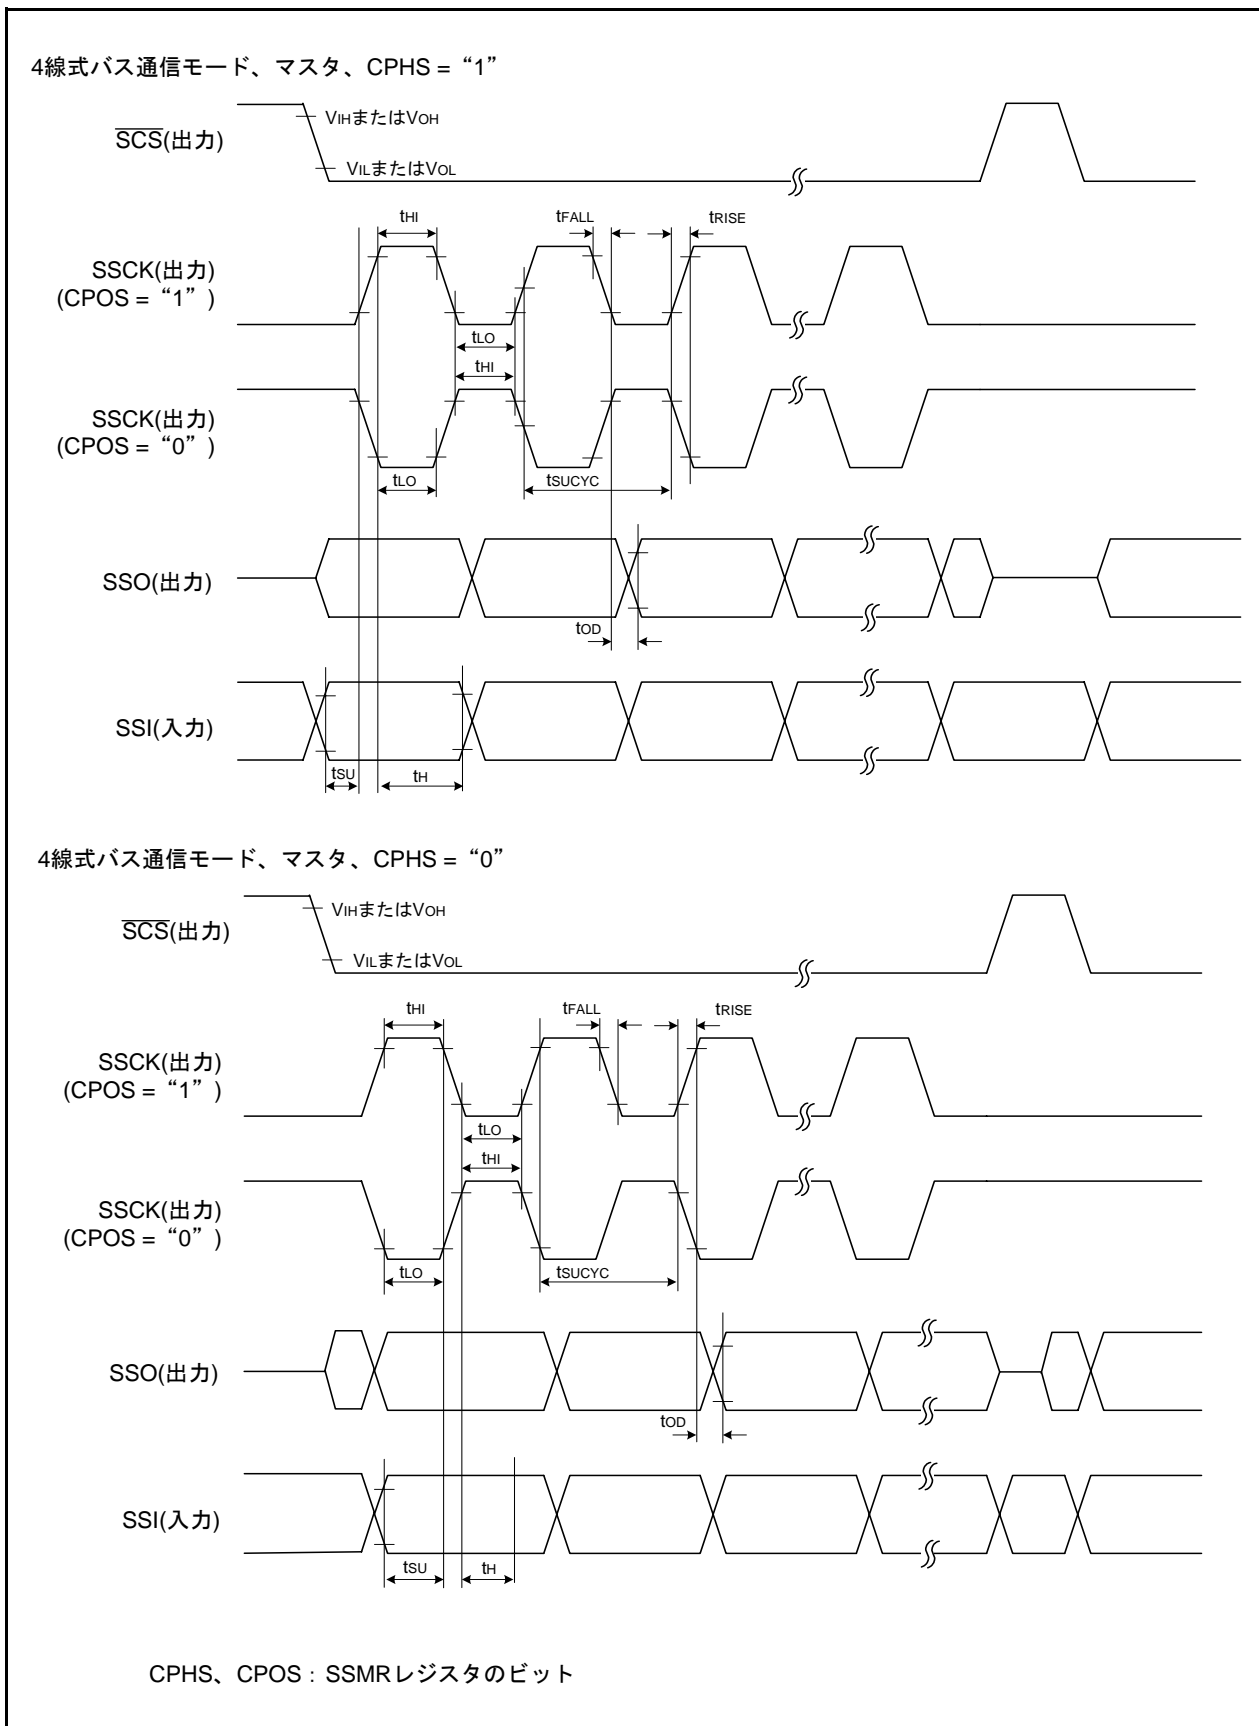 4線式バス通信モード、マスタ、CPHS = “1”
VIHまたはVOH
SCS(出力)
VILまたはVOL
tHI
tFALL
tRISE
SSCK(出力)
(CPOS = “1” )
tLO
tHI
SSCK(出力)
(CPOS = “0” )
tLO
tSUCYC
SSO(出力)
tOD
SSI(入力)
tSU
tH
4線式バス通信モード、マスタ、CPHS = “0”
VIHまたはVOH
SCS(出力)
VILまたはVOL
tHI
tFALL
tRISE
SSCK(出力)
(CPOS = “1” )
tLO
tHI
SSCK(出力)
(CPOS = “0” )
tLO
tSUCYC
SSO(出力)
tOD
SSI(入力)
tSU
tH
CPHS、CPOS : SSMRレジスタのビット